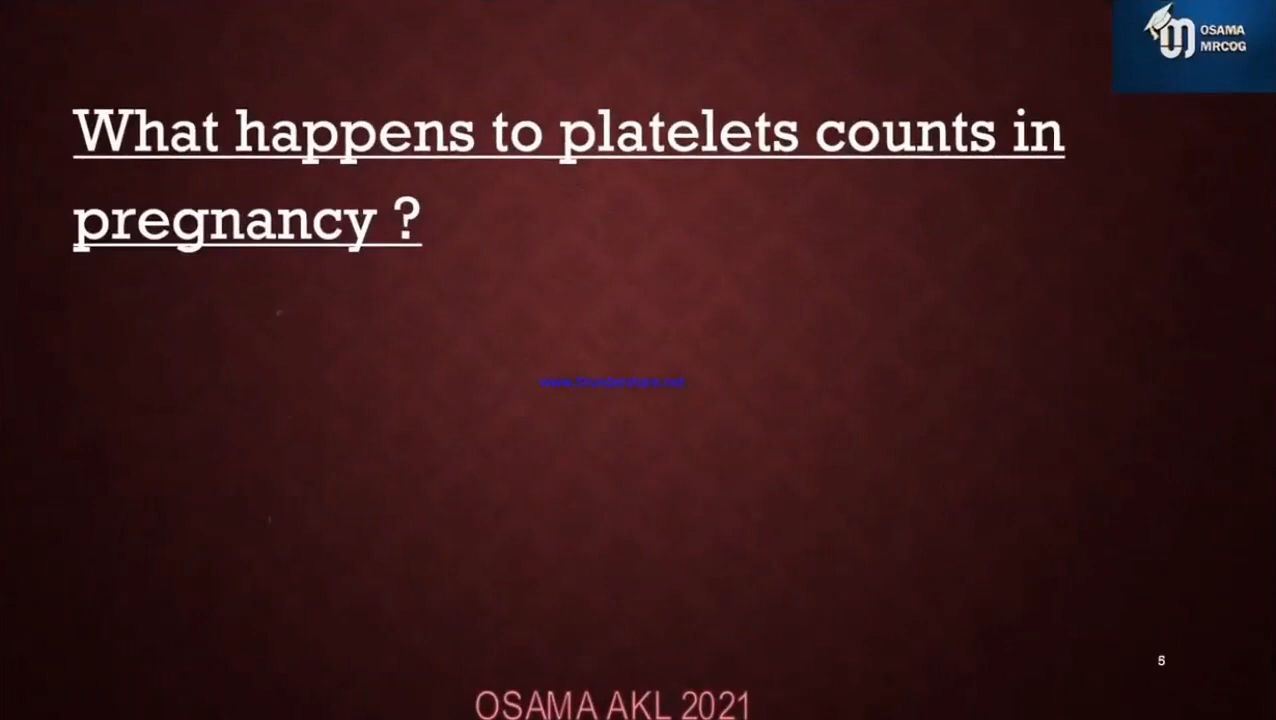 OSAMA
MRCOG
What happens to platelets counts in
pregnancy ?
5
OSAMA AKL 2021